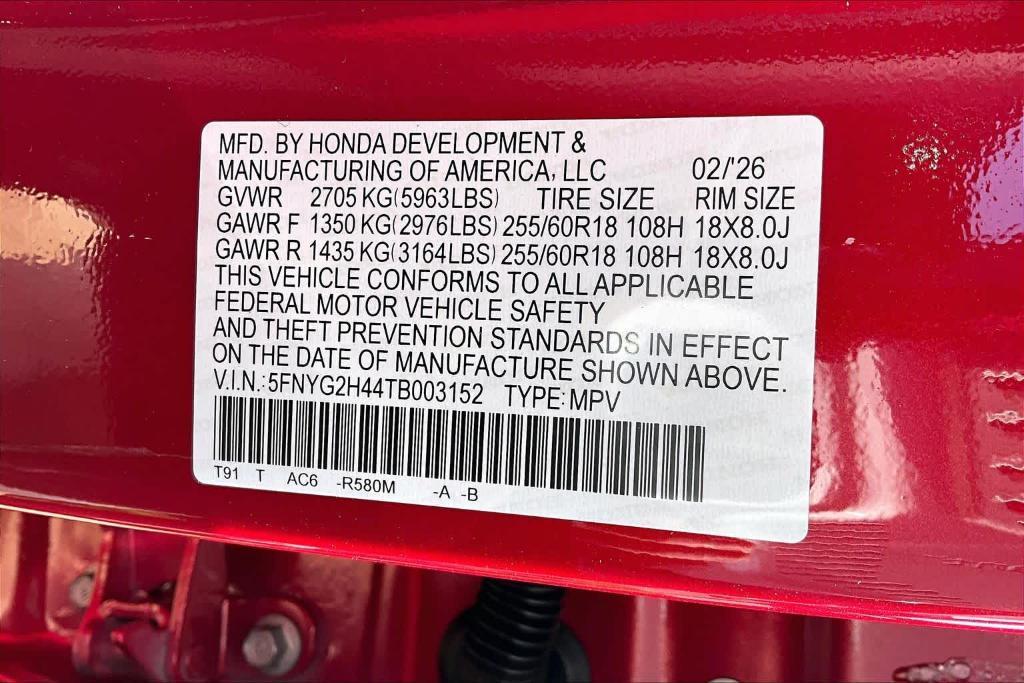 MFD. BY HONDA DEVELOPMENT &
MANUFACTURING OF AMERICA, LLC 02/'26
GVWR 2705 KG(5963LBS) TIRE SIZE RIM SIZE
GAWR F 1350 KG(2976LBS) 255/60R18 108H 18X8.0J
GAWR R 1435 KG(3164LBS) 255/60R18 108H 18X8.0J
THIS VEHICLE CONFORMS TO ALL APPLICABLE
FEDERAL MOTOR VEHICLE SAFETY
AND THEFT PREVENTION STANDARDS IN EFFECT
ON THE DATE OF MANUFACTURE SHOWN ABOVE.
V.I.N.: 5FNYG2H44TB003152 TYPE: MPV
T91 T AC6 -R580M -A -B